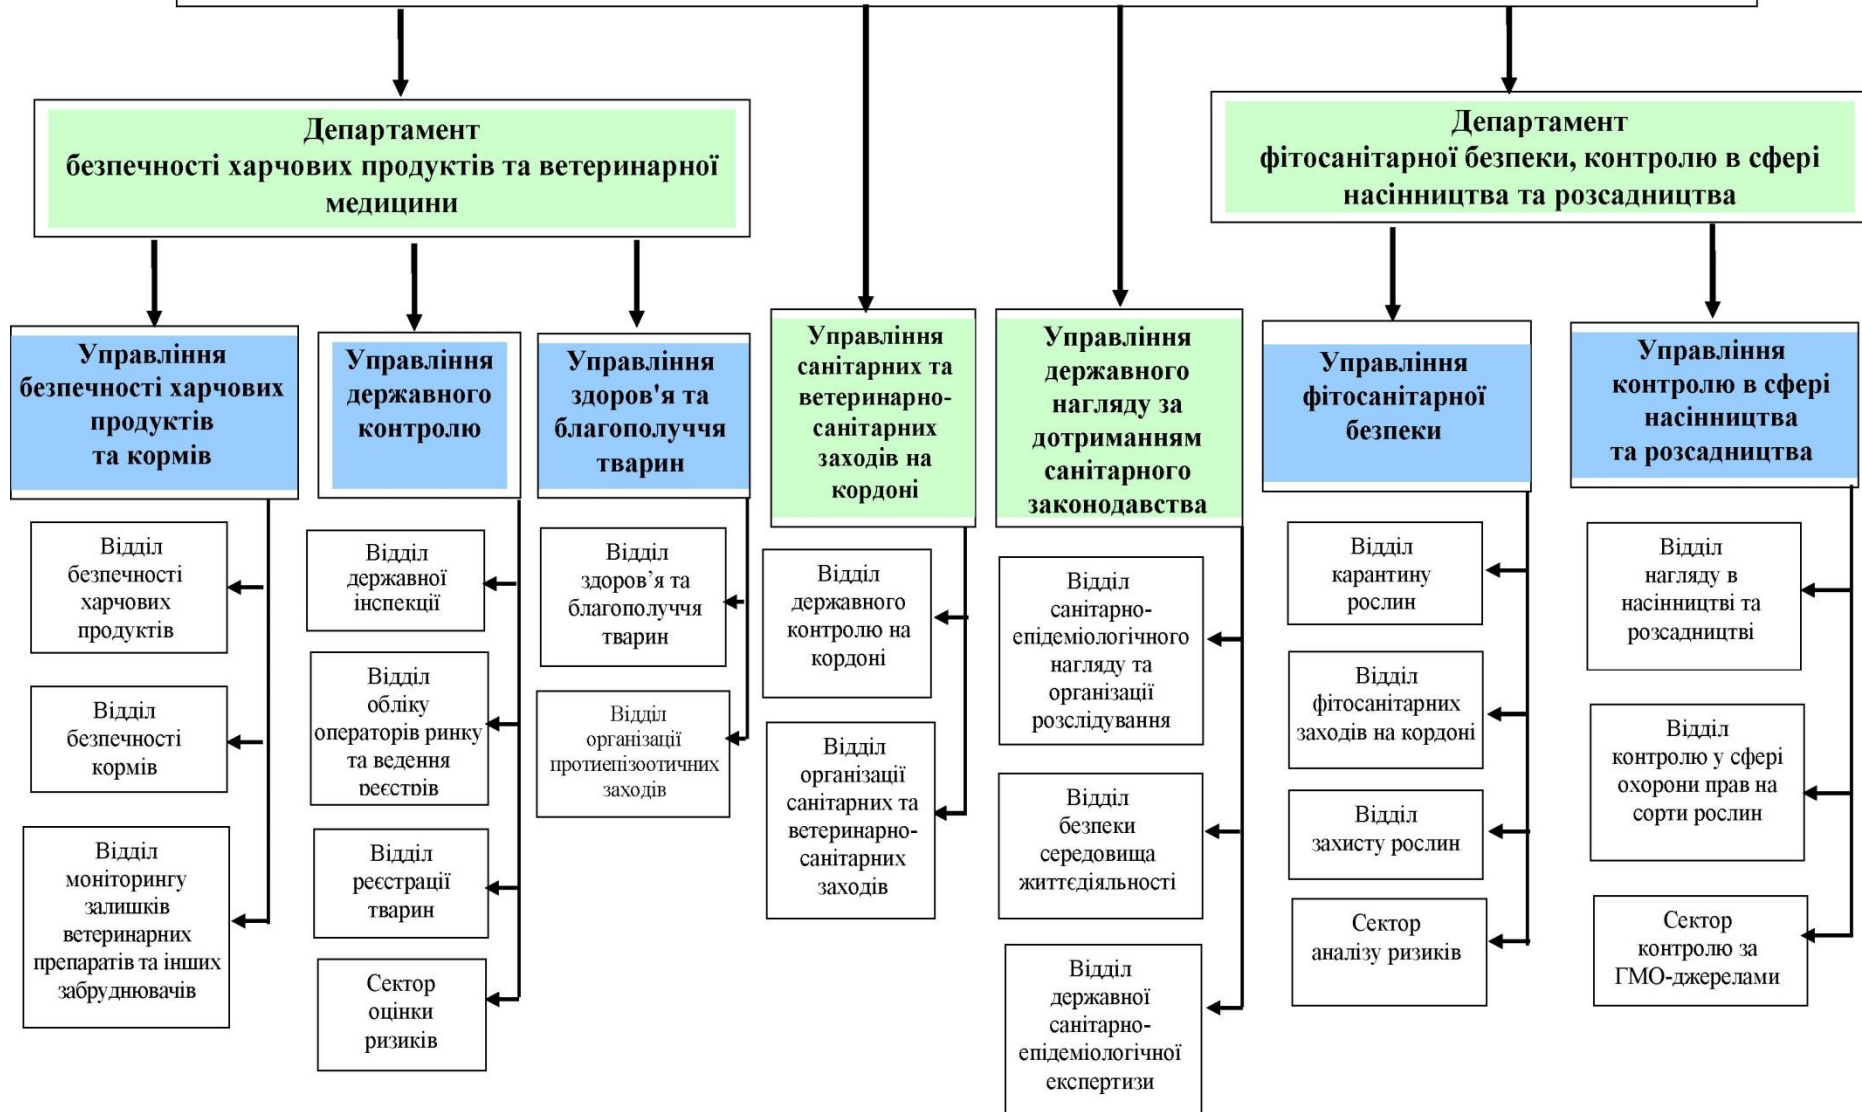 Департамент
безпечності харчових продуктів та ветеринарної
медицини
Департамент
фітосанітарної безпеки, контролю в сфері
насінництва та розсадництва
Управління
безпечності харчових
продуктів
та кормів
Управління
державного
контролю
Управління
здоров'я та
благополуччя
тварин
Управління
санітарних та
ветеринарно-
санітарних
заходів на
кордоні
Управління
державного
нагляду за
дотриманням
санітарного
законодавства
Управління
фітосанітарної
безпеки
Управління
контролю в сфері
насінництва
та розсадництва
Відділ
безпечності
харчових
продуктів
Відділ
безпечності
кормів
Відділ
моніторингу
залишків
ветеринарних
препаратів та інших
забруднювачів
Відділ
державної
інспекції
Відділ
обліку
операторів ринку
та ведення
реєстрів
Відділ
реєстрації
тварин
Сектор
оцінки
ризиків
Відділ
здоров’я та
благополуччя
тварин
Відділ
організації
протиепізоотичних
заходів
Відділ
державного
контролю на
кордоні
Відділ
організації
санітарних та
ветеринарно-
санітарних
заходів
Відділ
санітарно-
епідеміологічного
нагляду та
організації
розслідування
Відділ
безпеки
середовища
життєдіяльності
Відділ
державної
санітарно-
епідеміологічної
експертизи
Відділ
карантину
рослин
Відділ
фітосанітарних
заходів на кордоні
Відділ
захисту рослин
Сектор
аналізу ризиків
Відділ
нагляду в
насінництві та
розсадництві
Відділ
контролю у сфері
охорони прав на
сорти рослин
Сектор
контролю за
ГМО-джерелами